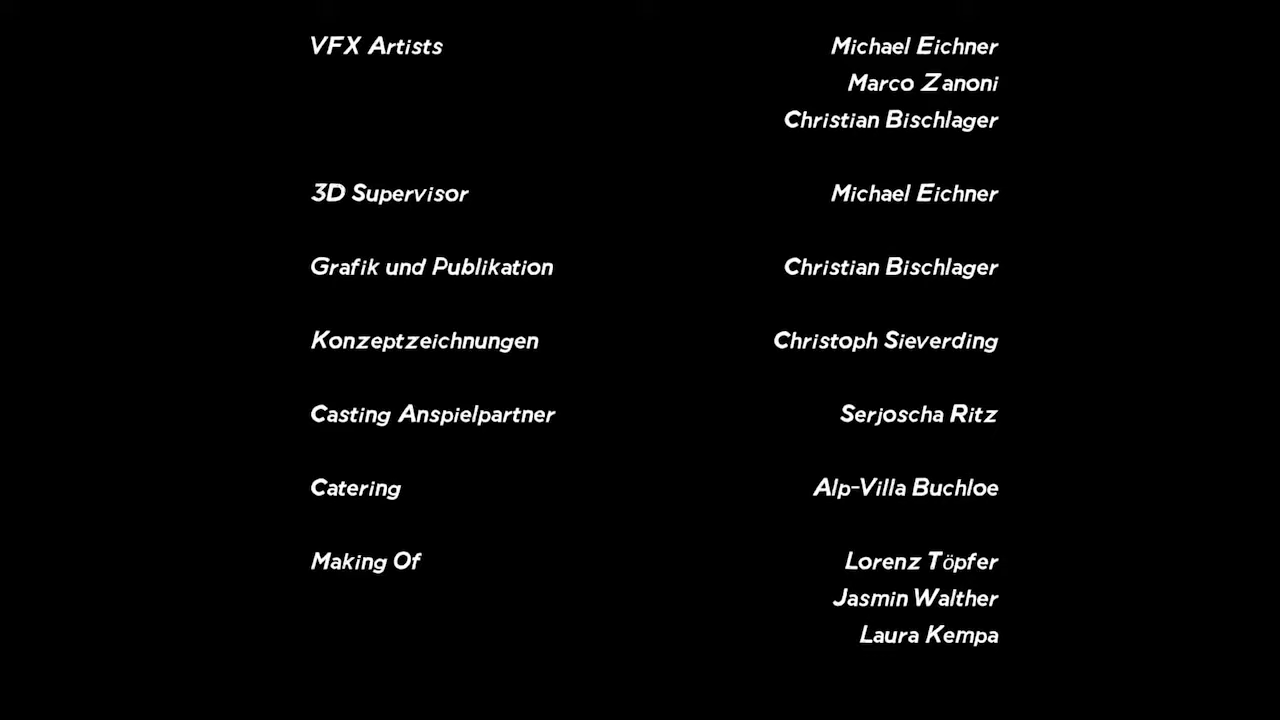 VFX Artists Michael Eichner
Marco Zanoni
Christian Bischlager
3D Supervisor Michael Eichner
Grafik und Publikation Christian Bischlager
Konzeptzeichnungen Christoph Sieverding
Casting Anspielpartner Serjoscha Ritz
Catering Alp-Villa Buchloe
Making Of Lorenz Töpfer
Jasmin Walther
Laura Kempa